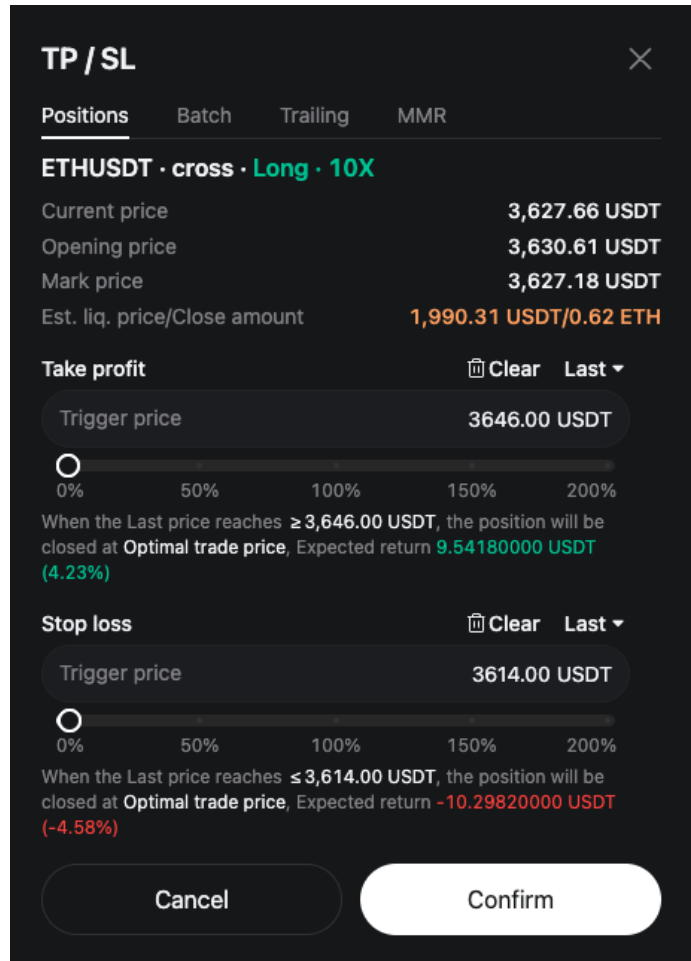 TP / SL
Positions Batch Trailing MMR
ETHUSDT · cross · Long · 10X
Current price 3,627.66 USDT
Opening price 3,630.61 USDT
Mark price 3,627.18 USDT
Est. liq. price/Close amount 1,990.31 USDT/0.62 ETH
Take profit Clear Last
Trigger price 3646.00 USDT
0% 50% 100% 150% 200%
When the Last price reaches ≥3,646.00 USDT, the position will be
closed at Optimal trade price, Expected return 9.54180000 USDT
(4.23%)
Stop loss Clear Last
Trigger price 3614.00 USDT
0% 50% 100% 150% 200%
When the Last price reaches ≤3,614.00 USDT, the position will be
closed at Optimal trade price, Expected return -10.29820000 USDT
(-4.58%)
Cancel Confirm